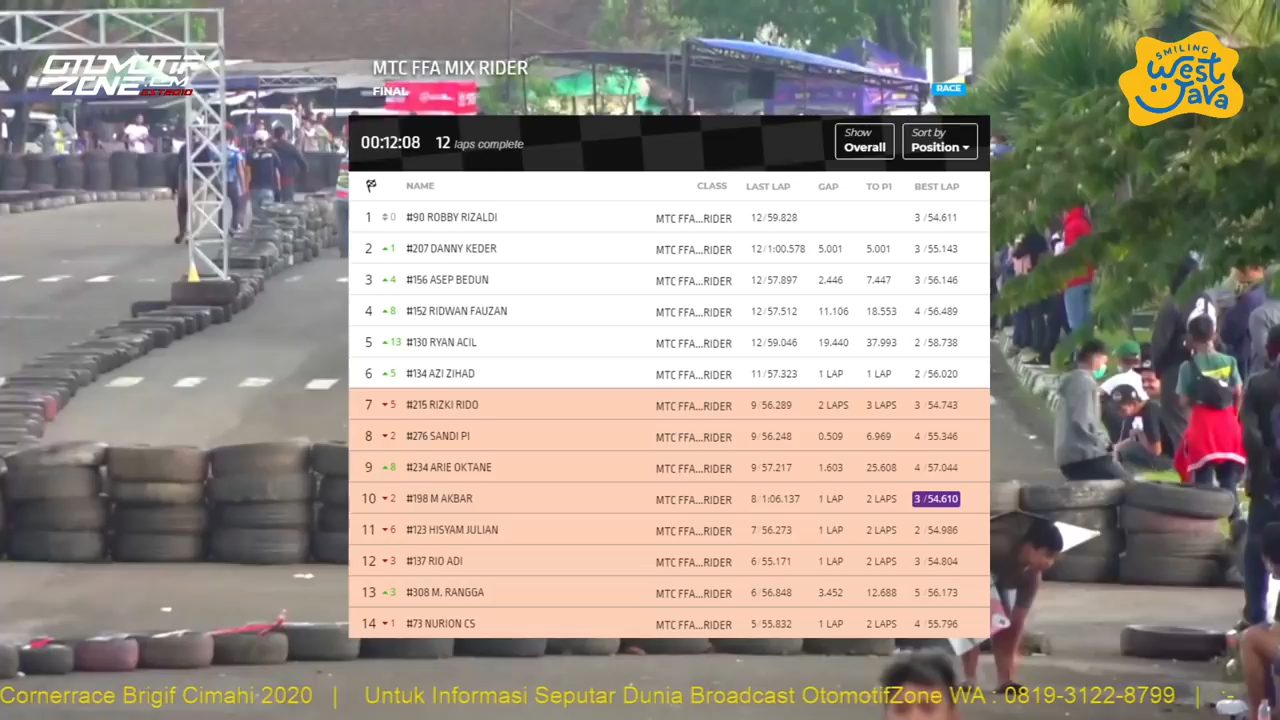 OTOMOTIF
ZONE.COM
ESTUDIO
SMILING
West
Java
MTC FFA MIX RIDER
FINAL
RACE
00:12:08 12 laps complete
Show Overall
Sort by Position
NAME CLASS LAST LAP GAP TO P1 BEST LAP
1 0 #90 ROBBY RIZALDI MTC FFA...RIDER 12/59.828 3/54.611
2 1 #207 DANNY KEDER MTC FFA...RIDER 12/1:00.578 5.001 5.001 3/55.143
3 4 #156 ASEP BEDUN MTC FFA...RIDER 12/57.897 2.446 7.447 3/56.146
4 8 #152 RIDWAN FAUZAN MTC FFA...RIDER 12/57.512 11.106 18.553 4/56.489
5 13 #130 RYAN ACIL MTC FFA...RIDER 12/59.046 19.440 37.993 2/58.738
6 5 #134 AZI ZIHAD MTC FFA...RIDER 11/57.323 1 LAP 1 LAP 2/56.020
7 5 #215 RIZKI RIDO MTC FFA...RIDER 9/56.289 2 LAPS 3 LAPS 3/54.743
8 2 #276 SANDI PI MTC FFA...RIDER 9/56.248 0.509 6.969 4/55.346
9 8 #234 ARIE OKTANE MTC FFA...RIDER 9/57.217 1.603 25.608 4/57.044
10 2 #198 M AKBAR MTC FFA...RIDER 8/1:06.137 1 LAP 2 LAPS 3/54.610
11 6 #123 HISYAM JULIAN MTC FFA...RIDER 7/56.273 1 LAP 2 LAPS 2/54.986
12 3 #137 RIO ADI MTC FFA...RIDER 6/55.171 1 LAP 2 LAPS 3/54.804
13 3 #308 M. RANGGA MTC FFA...RIDER 6/56.848 3.452 12.688 5/56.173
14 1 #73 NURION CS MTC FFA...RIDER 5/55.832 1 LAP 2 LAPS 4/55.796
Cornerrace Brigif Cimahi 2020 | Untuk Informasi Seputar Dunia Broadcast OtomotifZone WA : 0819-3122-8799 | :-